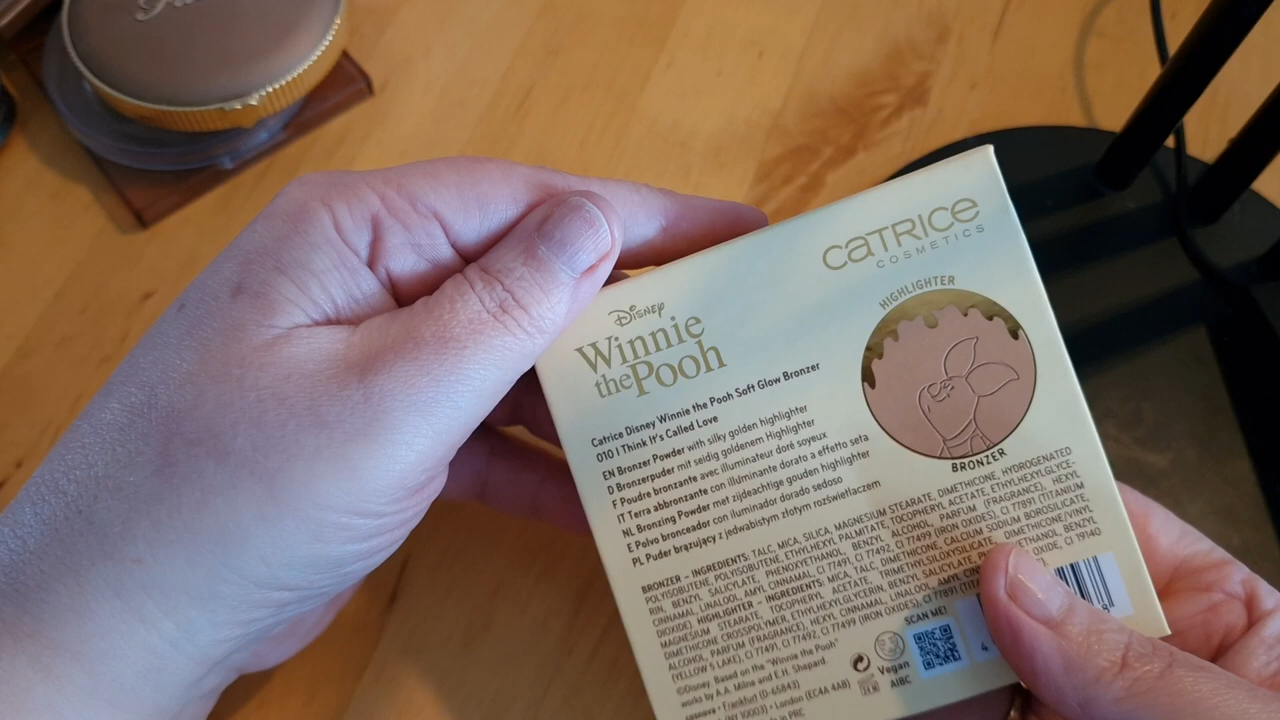 CATRICE
COSMETICS
DISNEY
Winnie
the Pooh
HIGHLIGHTER
BRONZER
Catrice Disney Winnie the Pooh Soft Glow Bronzer
010 I Think It's Called Love
EN Bronzer Powder with silky golden highlighter
D Bronzerpuder mit seidig goldenem Highlighter
F Poudre bronzante avec illuminateur doré soyeux
IT Terra abbronzante con illuminante dorato a effetto seta
NL Bronzing Powder met zijdeachtige gouden highlighter
E Polvo bronceador con iluminador dorado sedoso
PL Puder brązujący z jedwabistym złotym rozświetlaczem
BRONZER – INGREDIENTS: TALC, MICA, SILICA, MAGNESIUM STEARATE, DIMETHICONE, HYDROGENATED
POLYISOBUTENE, POLYISOBUTENE, ETHYLHEXYL PALMITATE, TOCOPHERYL ACETATE, ETHYLHEXYLGLYCE-
RIN, BENZYL SALICYLATE, PHENOXYETHANOL, BENZYL ALCOHOL, PARFUM (FRAGRANCE), HEXYL
CINNAMAL, LINALOOL, AMYL CINNAMAL, CI 77491, CI 77492, CI 77499 (IRON OXIDES), CI 77891 (TITANIUM
DIOXIDE). HIGHLIGHTER – INGREDIENTS: MICA, TALC, DIMETHICONE, CALCIUM SODIUM BOROSILICATE,
MAGNESIUM STEARATE, TOCOPHERYL ACETATE, TRIMETHYLSILOXYSILICATE, DIMETHICONE/VINYL
DIMETHICONE CROSSPOLYMER, ETHYLHEXYLGLYCERIN, BENZYL SALICYLATE, BENZYL
ALCOHOL, PARFUM (FRAGRANCE), HEXYL CINNAMAL, LINALOOL, AMYL OXIDE, CI 19140
(YELLOW 5 LAKE), CI 77491, CI 77492, CI 77499 (IRON OXIDES), CI 77891
©Disney. Based on the "Winnie the Pooh"
works by A.A. Milne and E.H. Shepard.
cosnova • Frankfurt (D-65843)
(NY 10003) • London (EC4A 4AB)
in PRC
Vegan
AIBC
SCAN ME!
4